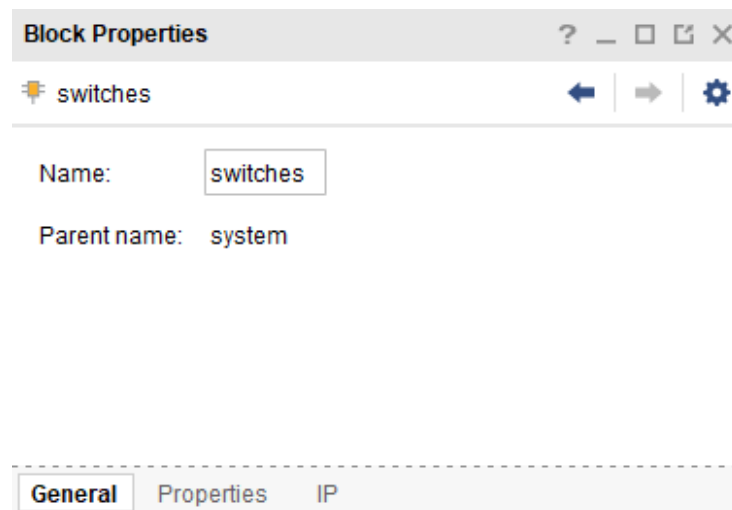 Block Properties
switches
Name: switches
Parent name: system
General Properties IP